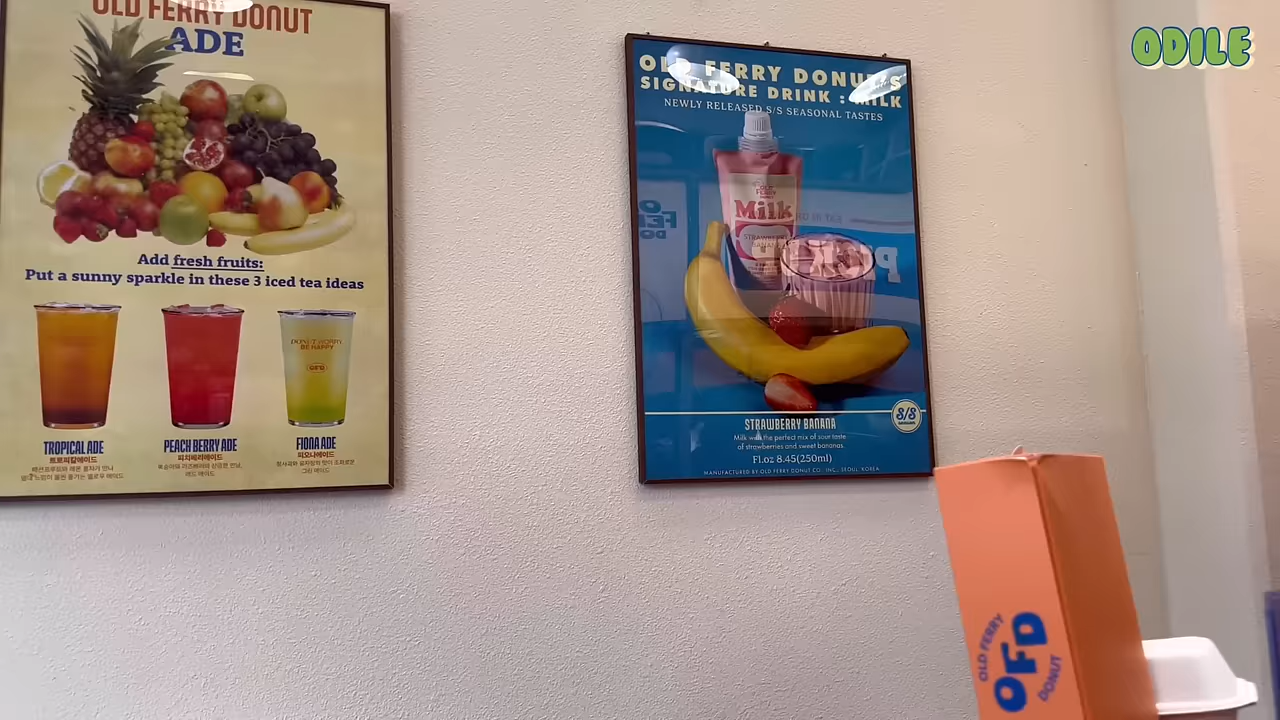 OLD FERRY DONUT
ADE
Add fresh fruits:
Put a sunny sparkle in these 3 iced tea ideas
DONUT WORRY
BE HAPPY
OFD
TROPICAL ADE
트로피칼에이드
PEACH BERRY ADE
피치베리에이드
FIONA ADE
피오나에이드
OLD FERRY DONUT'S
SIGNATURE DRINK : MILK
NEWLY RELEASED S/S SEASONAL TASTES
OLD
FERRY
Milk
STRAWBERRY
BANANA
S/S
STRAWBERRY BANANA
Milk with the perfect mix of sour taste
of strawberries and sweet bananas.
Fl.oz 8.45(250ml)
MANUFACTURED BY OLD FERRY DONUT CO., INC., SEOUL, KOREA
OLD FERRY
OFD
DONUT
ODILE